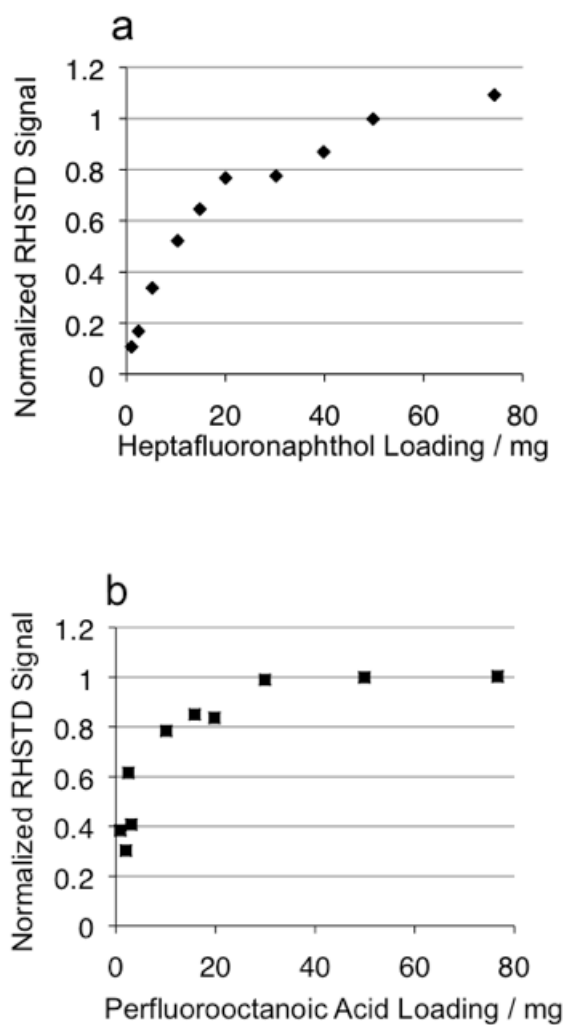 a
Normalized RHSTD Signal
1.2
1
0.8
0.6
0.4
0.2
0
0 20 40 60 80
Heptafluoronaphthol Loading / mg
b
Normalized RHSTD Signal
1.2
1
0.8
0.6
0.4
0.2
0
0 20 40 60 80
Perfluorooctanoic Acid Loading / mg